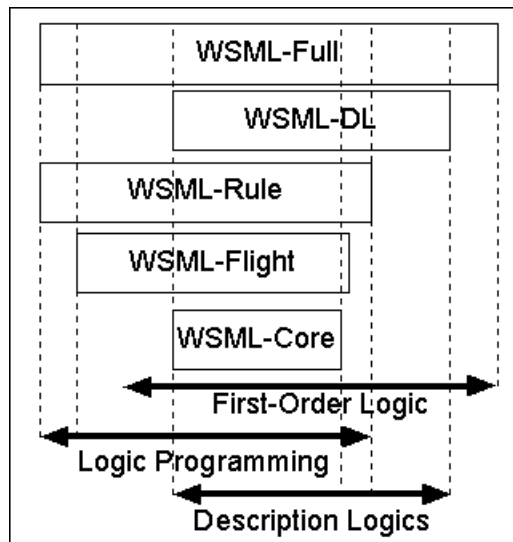 WSML-Full
WSML-DL
WSML-Rule
WSML-Flight
WSML-Core
First-Order Logic
Logic Programming
Description Logics